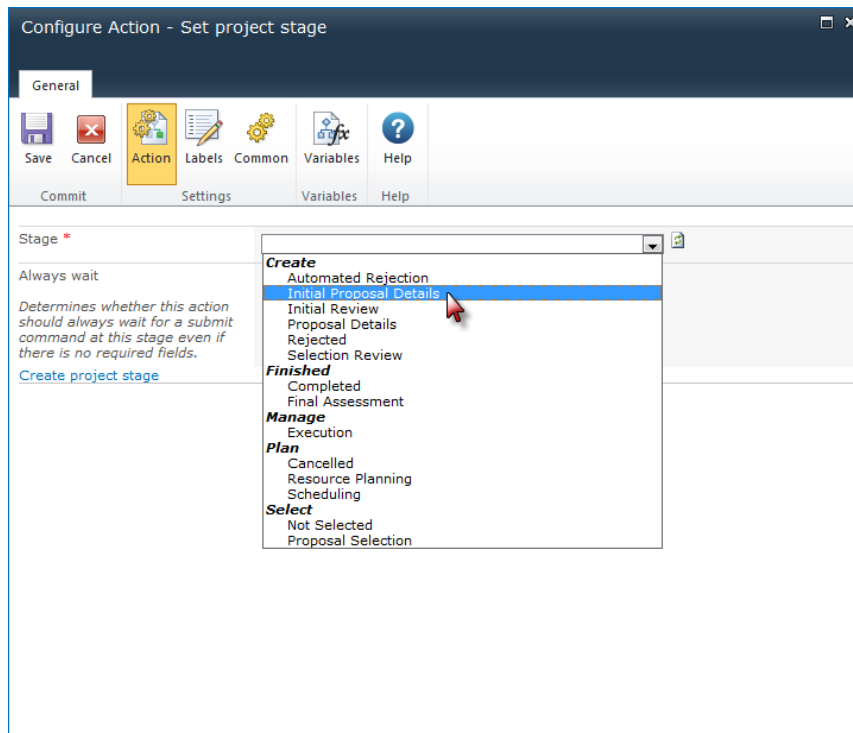 Configure Action - Set project stage
General
Save Cancel Action Labels Common Variables Help
Commit Settings Variables Help
Stage *
Create
Automated Rejection
Initial Proposal Details
Initial Review
Proposal Details
Rejected
Selection Review
Finished
Completed
Final Assessment
Manage
Execution
Plan
Cancelled
Resource Planning
Scheduling
Select
Not Selected
Proposal Selection
Always wait
Determines whether this action
should always wait for a submit
command at this stage even if
there is no required fields.
Create project stage